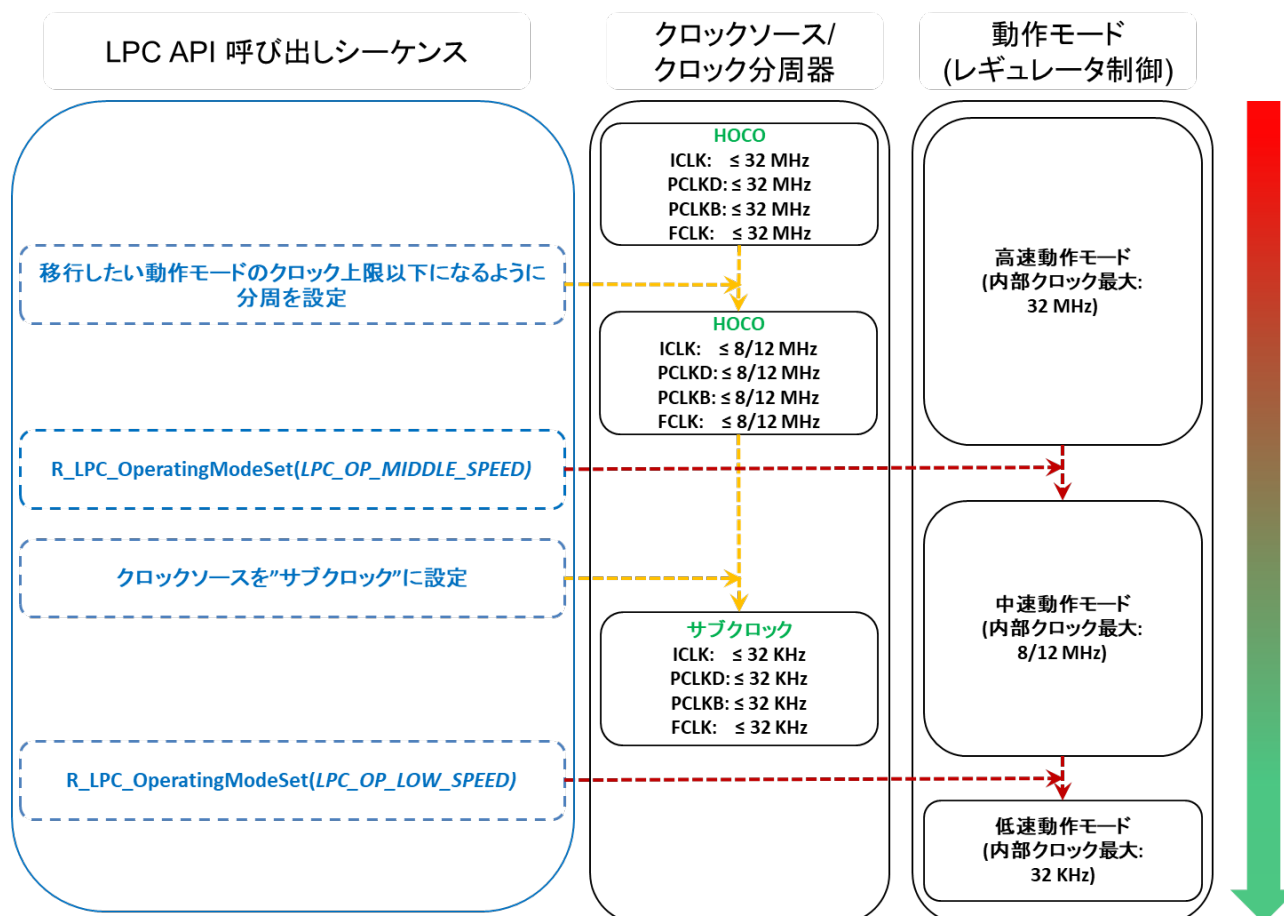 LPC API 呼び出しシーケンス
クロックソース/
クロック分周器
動作モード
(レギュレータ制御)
HOCO
ICLK: ≤ 32 MHz
PCLKD: ≤ 32 MHz
PCLKB: ≤ 32 MHz
FCLK: ≤ 32 MHz
移行したい動作モードのクロック上限以下になるように
分周を設定
高速動作モード
(内部クロック最大:
32 MHz)
HOCO
ICLK: ≤ 8/12 MHz
PCLKD: ≤ 8/12 MHz
PCLKB: ≤ 8/12 MHz
FCLK: ≤ 8/12 MHz
R_LPC_OperatingModeSet(LPC_OP_MIDDLE_SPEED)
クロックソースを”サブクロック”に設定
中速動作モード
(内部クロック最大:
8/12 MHz)
サブクロック
ICLK: ≤ 32 KHz
PCLKD: ≤ 32 KHz
PCLKB: ≤ 32 KHz
FCLK: ≤ 32 KHz
R_LPC_OperatingModeSet(LPC_OP_LOW_SPEED)
低速動作モード
(内部クロック最大:
32 KHz)